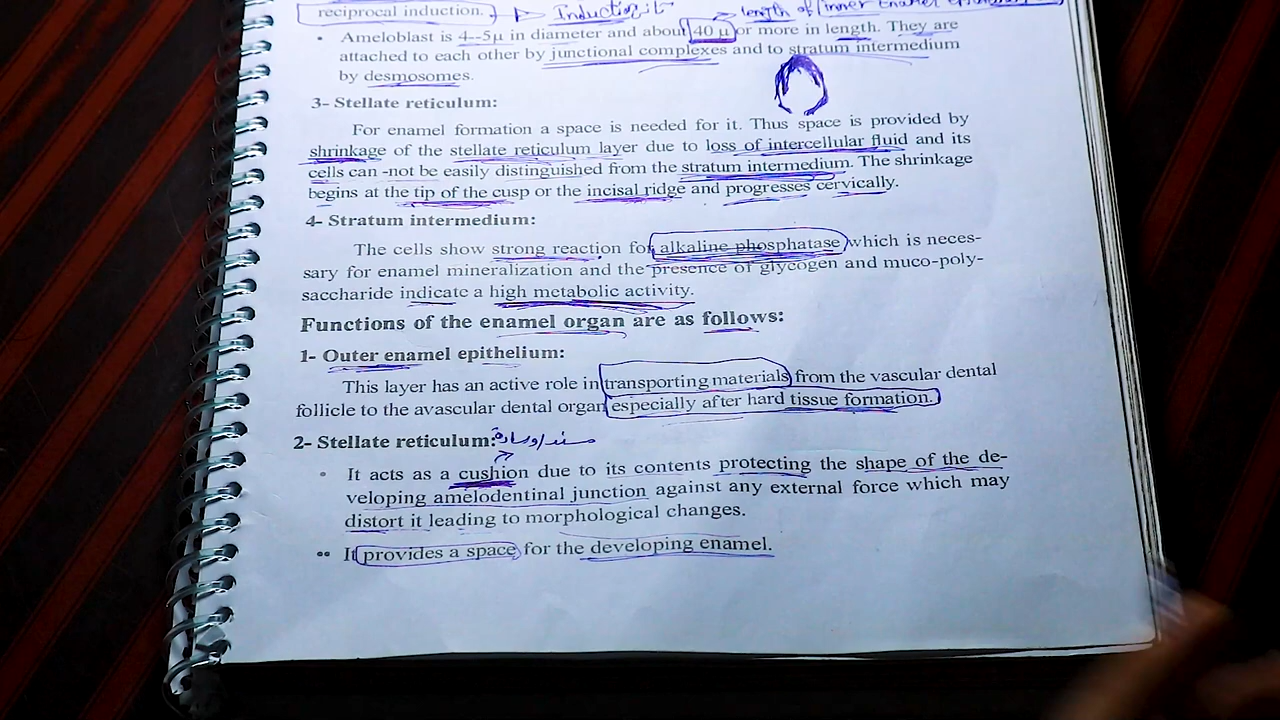 reciprocal induction. Induction length of inner enamel
• Ameloblast is 4--5μ in diameter and about 40 μ or more in length. They are
attached to each other by junctional complexes and to stratum intermedium
by desmosomes.
3- Stellate reticulum:
For enamel formation a space is needed for it. Thus space is provided by
shrinkage of the stellate reticulum layer due to loss of intercellular fluid and its
cells can -not be easily distinguished from the stratum intermedium. The shrinkage
begins at the tip of the cusp or the incisal ridge and progresses cervically.
4- Stratum intermedium:
The cells show strong reaction for alkaline phosphatase which is neces-
sary for enamel mineralization and the presence of glycogen and muco-poly-
saccharide indicate a high metabolic activity.
Functions of the enamel organ are as follows:
1- Outer enamel epithelium:
This layer has an active role in transporting materials from the vascular dental
follicle to the avascular dental organ especially after hard tissue formation.
2- Stellate reticulum:
• It acts as a cushion due to its contents protecting the shape of the de-
veloping amelodentinal junction against any external force which may
distort it leading to morphological changes.
•• It provides a space for the developing enamel.